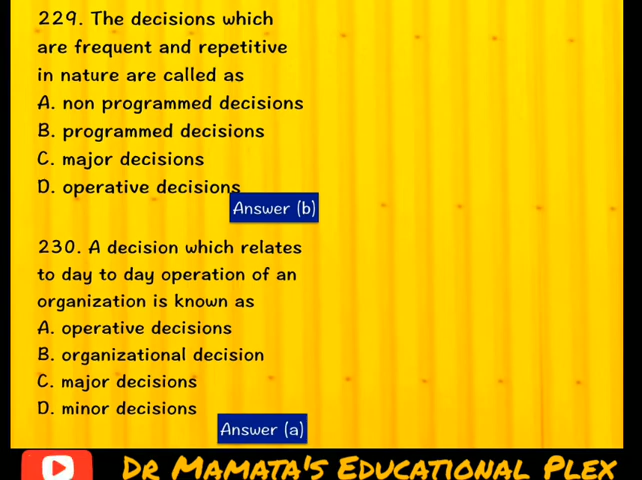 229. The decisions which
are frequent and repetitive
in nature are called as
A. non programmed decisions
B. programmed decisions
C. major decisions
D. operative decisions
Answer (b)
230. A decision which relates
to day to day operation of an
organization is known as
A. operative decisions
B. organizational decision
C. major decisions
D. minor decisions
Answer (a)
DR MAMATA'S EDUCATIONAL PLEX